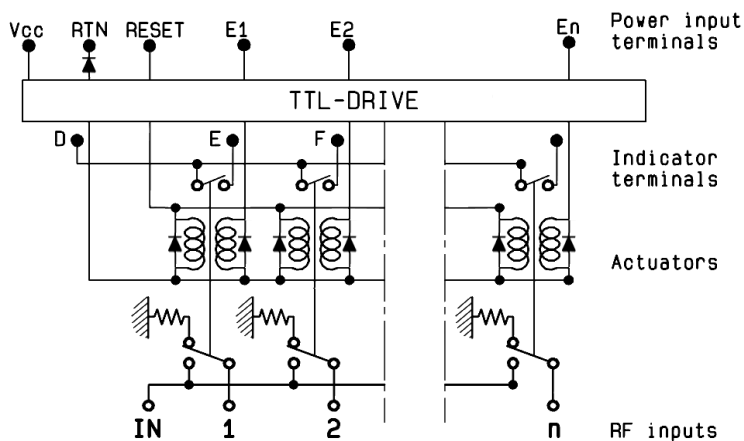 Vcc RTN RESET E1 E2 En
Power input
terminals
TTL-DRIVE
D E F
Indicator
terminals
Actuators
IN 1 2 n
RF inputs